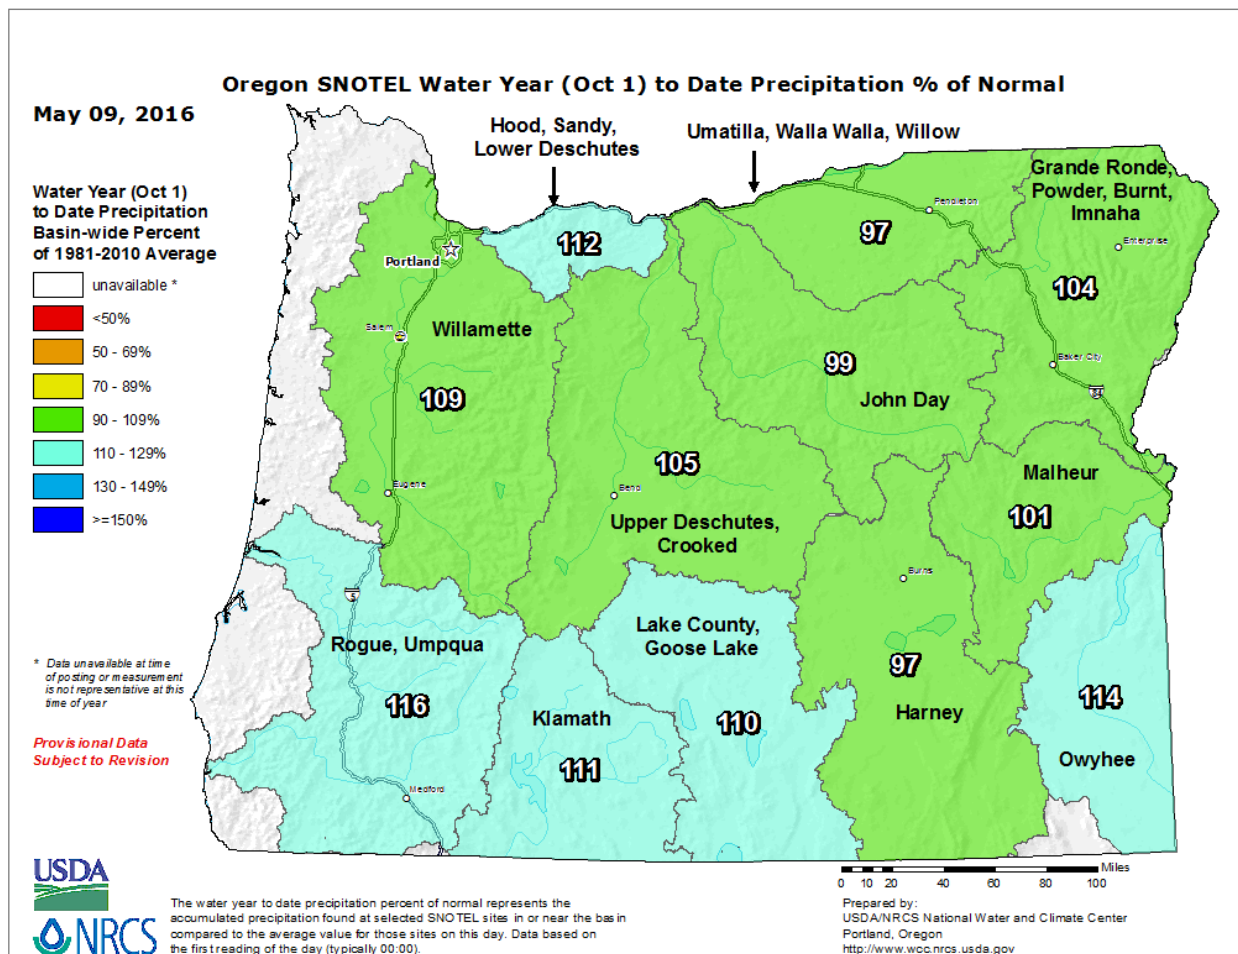 Oregon SNOTEL Water Year (Oct 1) to Date Precipitation % of Normal
May 09, 2016
Hood, Sandy,
Lower Deschutes
Umatilla, Walla Walla, Willow
Grande Ronde,
Powder, Burnt,
Imnaha
Water Year (Oct 1)
to Date Precipitation
Basin-wide Percent
of 1981-2010 Average
unavailable *
<50%
50 - 69%
70 - 89%
90 - 109%
110 - 129%
130 - 149%
>=150%
112
97
Pendleton
Enterprise
Portland
104
Salem
Willamette
99
Baker City
109
John Day
84
105
Malheur
Eugene
Bend
101
Upper Deschutes,
Crooked
Burns
5
Rogue, Umpqua
Lake County,
Goose Lake
97
116
Klamath
110
Harney
114
111
Owyhee
Medford
* Data unavailable at time
of posting or measurement
is not representative at this
time of year
Provisional Data
Subject to Revision
Miles
0 10 20 40 60 80 100
USDA
NRCS
The water year to date precipitation percent of normal represents the
accumulated precipitation found at selected SNOTEL sites in or near the basin
compared to the average value for those sites on this day. Data based on
the first reading of the day (typically 00:00).
Prepared by:
USDA/NRCS National Water and Climate Center
Portland, Oregon
http://www.wcc.nrcs.usda.gov